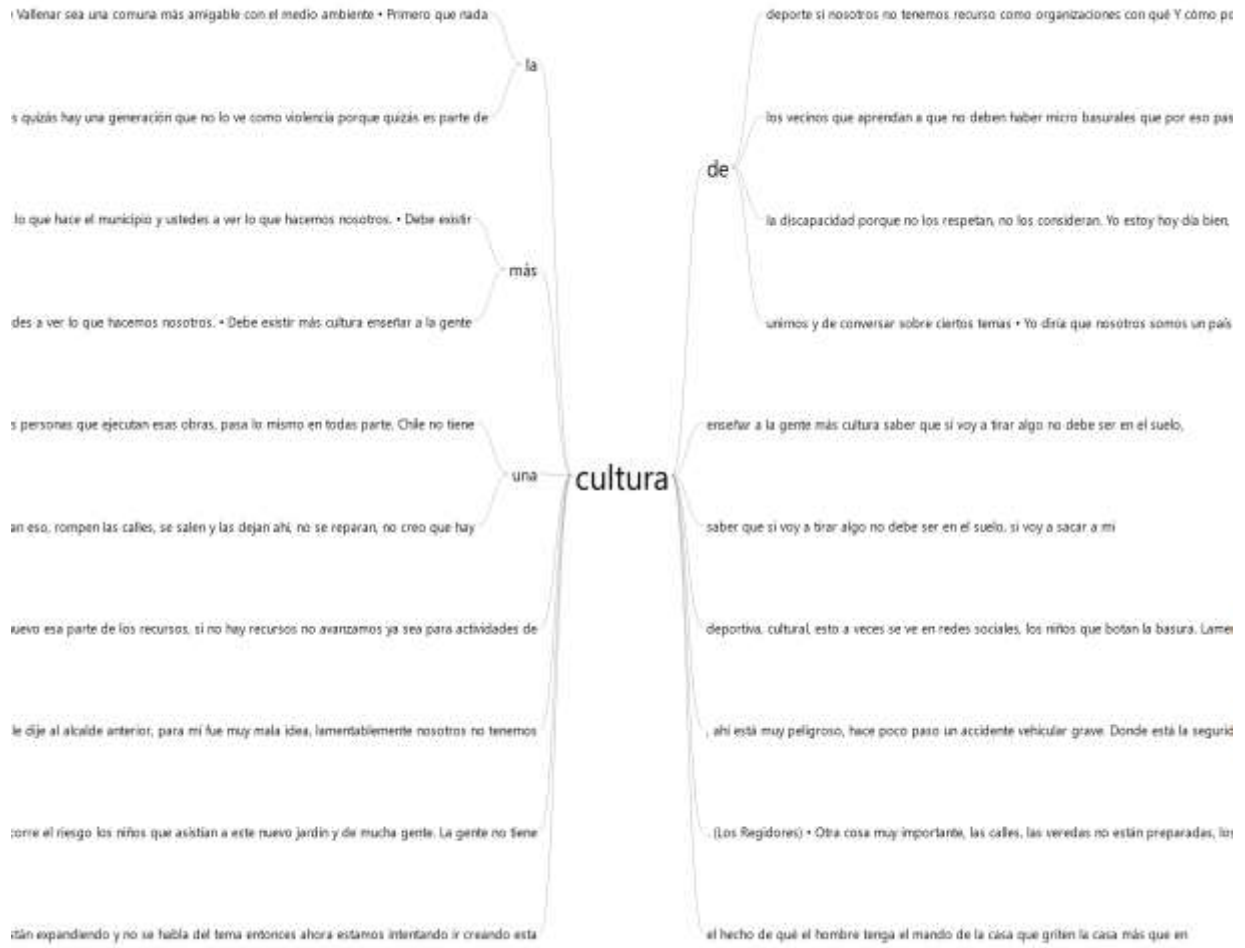 Vallenar sea una comuna más amigable con el medio ambiente • Primero que nada
la
s quizás hay una generación que no lo ve como violencia porque quizás es parte de
lo que hace el municipio y ustedes a ver lo que hacemos nosotros. • Debe existir
más
des a ver lo que hacemos nosotros. • Debe existir más cultura enseñar a la gente
s personas que ejecutan esas obras, pasa lo mismo en todas parte, Chile no tiene
una
an eso, rompen las calles, se salen y las dejan ahí, no se reparan, no creo que hay
uevo esa parte de los recursos, si no hay recursos no avanzamos ya sea para actividades de
le dije al alcalde anterior, para mí fue muy mala idea, lamentablemente nosotros no tenemos
corre el riesgo los niños que asistían a este nuevo jardín y de mucha gente. La gente no tiene
stán expandiendo y no se habla del tema entonces ahora estamos intentando ir creando esta
cultura
deporte si nosotros no tenemos recurso como organizaciones con qué Y cómo po
los vecinos que aprendan a que no deben haber micro basurales que por eso pas
de
la discapacidad porque no los respetan, no los consideran. Yo estoy hoy día bien,
unirnos y de conversar sobre ciertos temas • Yo diría que nosotros somos un país
enseñar a la gente más cultura saber que si voy a tirar algo no debe ser en el suelo,
saber que si voy a tirar algo no debe ser en el suelo, si voy a sacar a mi
deportiva, cultural, esto a veces se ve en redes sociales, los niños que botan la basura. Lame
, ahí está muy peligroso, hace poco paso un accidente vehicular grave. Donde está la segurid
. (Los Regidores) • Otra cosa muy importante, las calles, las veredas no están preparadas, los
el hecho de qué el hombre tenga el mando de la casa que griten la casa más que en